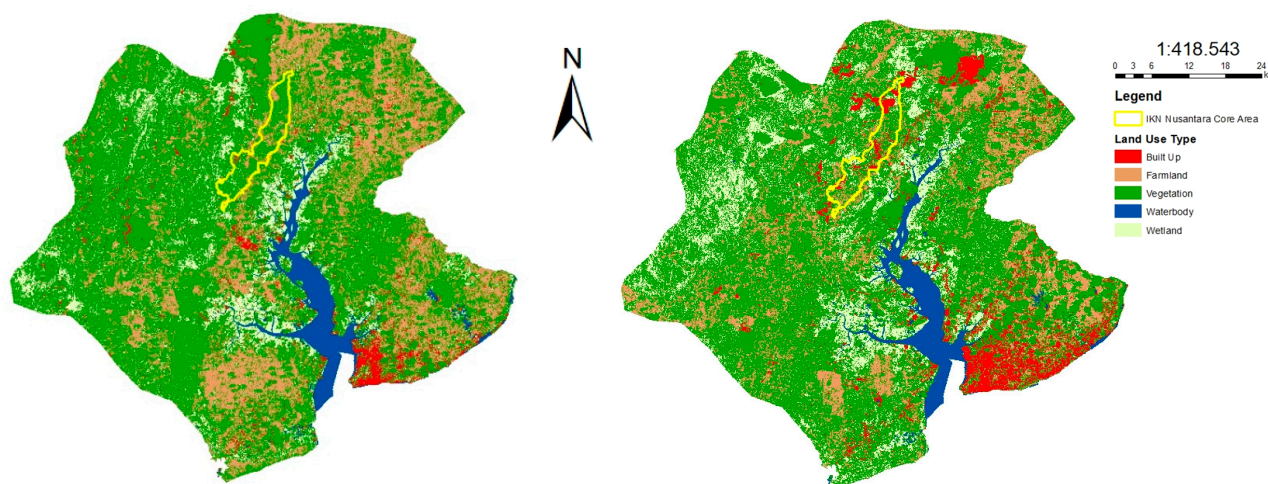 N
1:418.543
0 3 6 12 18 24
k
Legend
IKN Nusantara Core Area
Land Use Type
Built Up
Farmland
Vegetation
Waterbody
Wetland